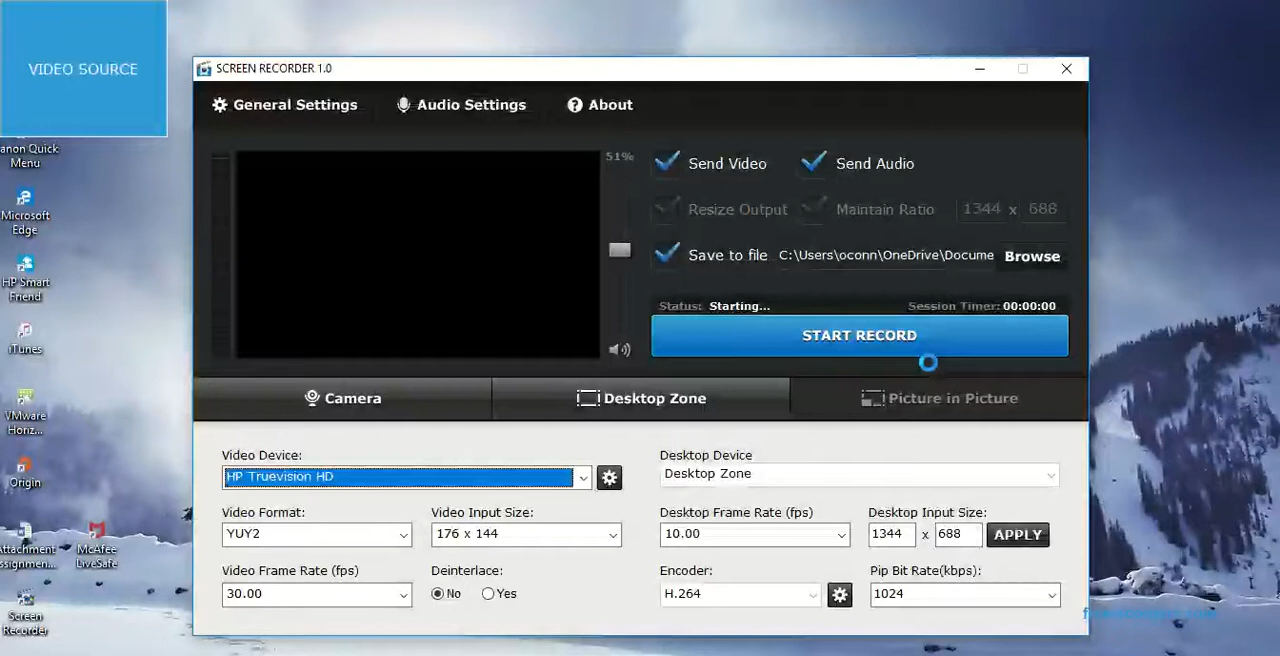 VIDEO SOURCE
anon Quick
Menu
Microsoft
Edge
HP Smart
Friend
iTunes
VMware
Horiz...
Origin
Attachment
ssignmen...
McAfee
LiveSafe
Screen
Recorder
SCREEN RECORDER 1.0
General Settings
Audio Settings
About
51%
Send Video
Send Audio
Resize Output
Maintain Ratio
1344 x 688
Save to file
C:\Users\oconn\OneDrive\Docume
Browse
Status: Starting...
Session Timer: 00:00:00
START RECORD
Camera
Desktop Zone
Picture in Picture
Video Device:
HP Truevision HD
Desktop Device
Desktop Zone
Video Format:
YUY2
Video Input Size:
176 x 144
Desktop Frame Rate (fps)
10.00
Desktop Input Size:
1344 x 688
APPLY
Video Frame Rate (fps)
30.00
Deinterlace:
No
Yes
Encoder:
H.264
Pip Bit Rate(kbps):
1024